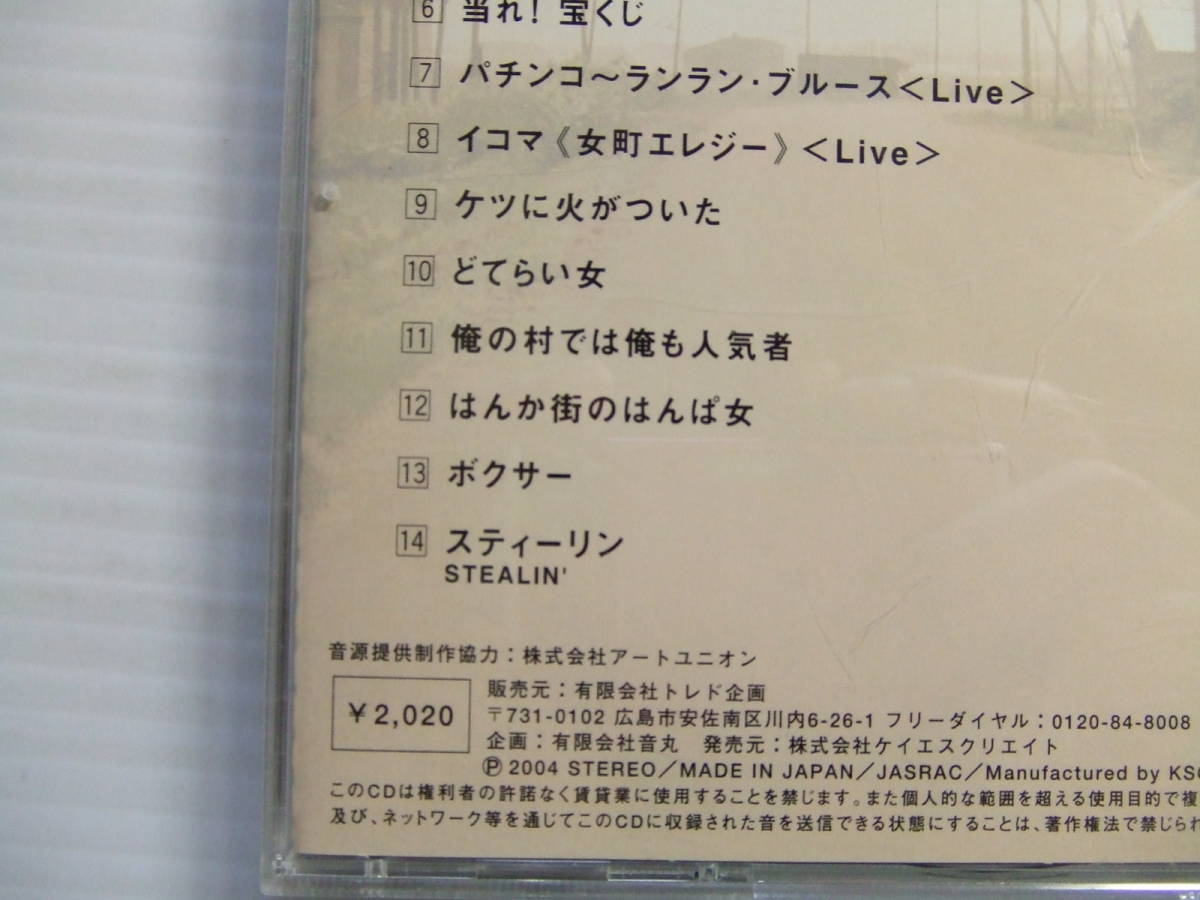 6 当れ! 宝くじ
7 パチンコ〜ランラン・ブルース＜Live＞
8 イコマ《女町エレジー》＜Live＞
9 ケツに火がついた
10 どてらい女
11 俺の村では俺も人気者
12 はんか街のはんぱ女
13 ボクサー
14 スティーリン
STEALIN'
音源提供制作協力：株式会社アートユニオン
￥2,020
販売元：有限会社トレド企画
〒731-0102 広島市安佐南区川内6-26-1 フリーダイヤル：0120-84-8008
企画：有限会社音丸　発売元：株式会社ケイエスクリエイト
Ⓟ 2004 STEREO／MADE IN JAPAN／JASRAC／Manufactured by
このCDは権利者の許諾なく賃貸業に使用することを禁じます。また個人的な範囲を超える使用目的で複
及び、ネットワーク等を通じてこのCDに収録された音を送信できる状態にすることは、著作権法で禁じられ